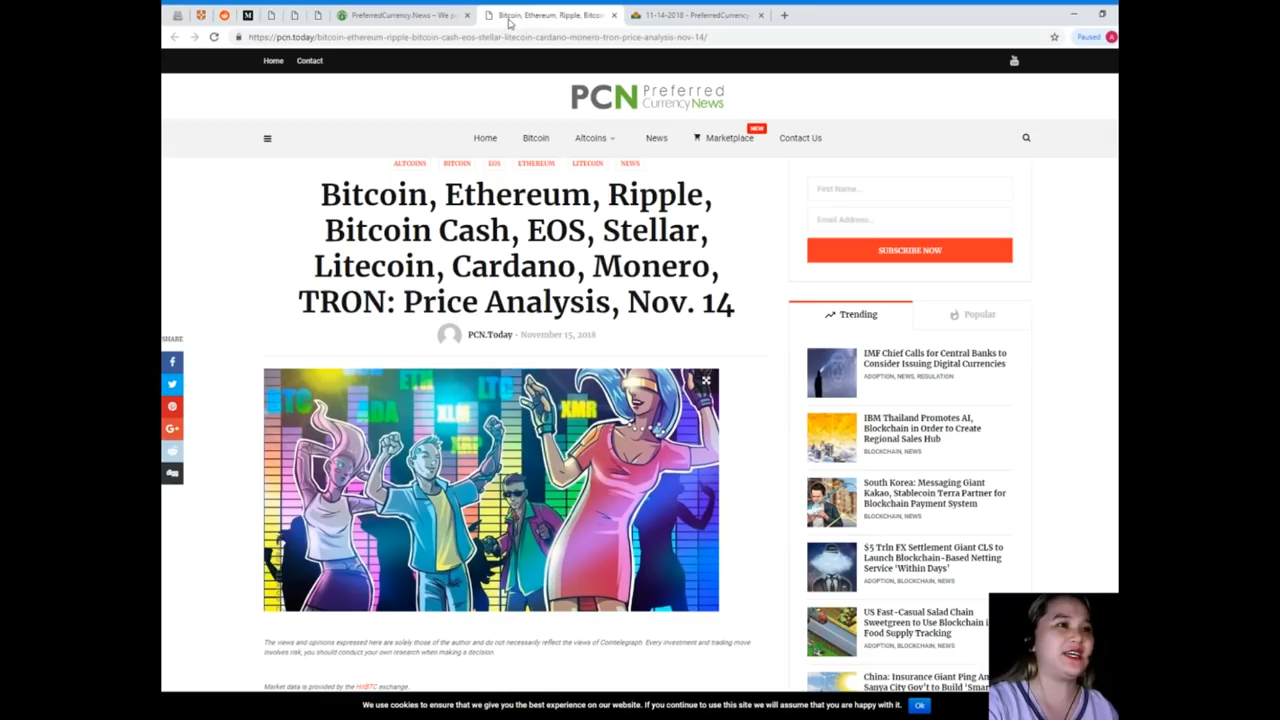 PreferredCurrency.News – We p
Bitcoin, Ethereum, Ripple, Bitcoi
11-14-2018 - PreferredCurrency
https://pcn.today/bitcoin-ethereum-ripple-bitcoin-cash-eos-stellar-litecoin-cardano-monero-tron-price-analysis-nov-14/
Paused
A
Home
Contact
PCN Preferred
Currency News
Home
Bitcoin
Altcoins
News
Marketplace
NEW
Contact Us
ALTCOINS
BITCOIN
EOS
ETHEREUM
LITECOIN
NEWS
Bitcoin, Ethereum, Ripple,
Bitcoin Cash, EOS, Stellar,
Litecoin, Cardano, Monero,
TRON: Price Analysis, Nov. 14
PCN.Today - November 15, 2018
SHARE
BTC
ADA
ETH
XLM
LTC
XRP
XMR
The views and opinions expressed here are solely those of the author and do not necessarily reflect the views of Cointelegraph. Every investment and trading move
involves risk, you should conduct your own research when making a decision.
Market data is provided by the HitBTC exchange.
First Name...
Email Address...
SUBSCRIBE NOW
Trending
Popular
IMF Chief Calls for Central Banks to
Consider Issuing Digital Currencies
ADOPTION, NEWS, REGULATION
IBM Thailand Promotes AI,
Blockchain in Order to Create
Regional Sales Hub
BLOCKCHAIN, NEWS
South Korea: Messaging Giant
Kakao, Stablecoin Terra Partner for
Blockchain Payment System
BLOCKCHAIN, NEWS
$5 Trln FX Settlement Giant CLS to
Launch Blockchain-Based Netting
Service ‘Within Days’
ADOPTION, BLOCKCHAIN, NEWS
US Fast-Casual Salad Chain
Sweetgreen to Use Blockchain i
Food Supply Tracking
ADOPTION, BLOCKCHAIN, NEWS
China: Insurance Giant Ping An
Sanya City Gov’t to Build ‘Smar
We use cookies to ensure that we give you the best experience on our website. If you continue to use this site we will assume that you are happy with it.
Ok
digg